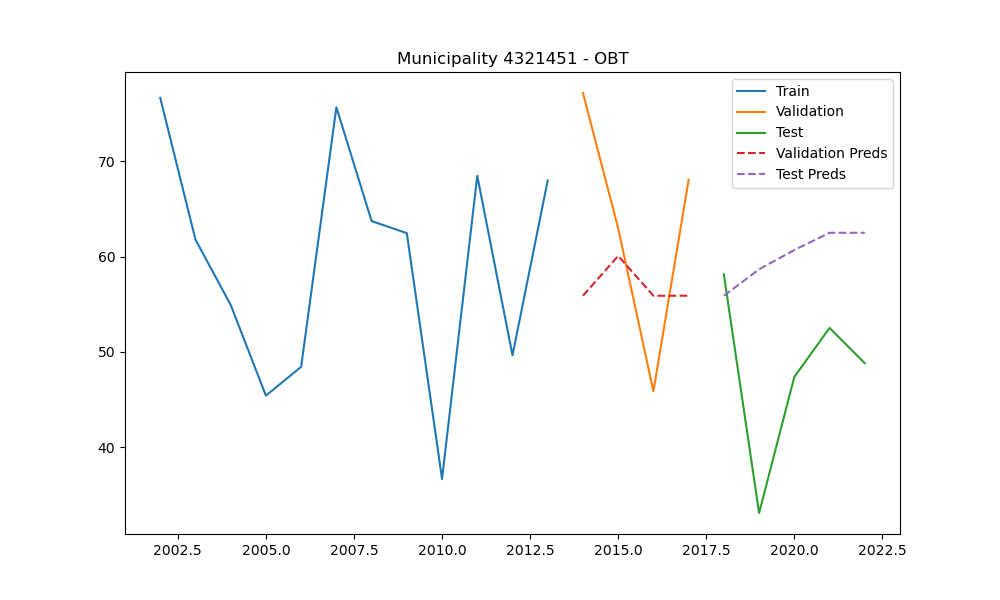 Municipality 4321451 - OBT
Train
Validation
Test
Validation Preds
Test Preds
70
60
50
40
2002.5 2005.0 2007.5 2010.0 2012.5 2015.0 2017.5 2020.0 2022.5